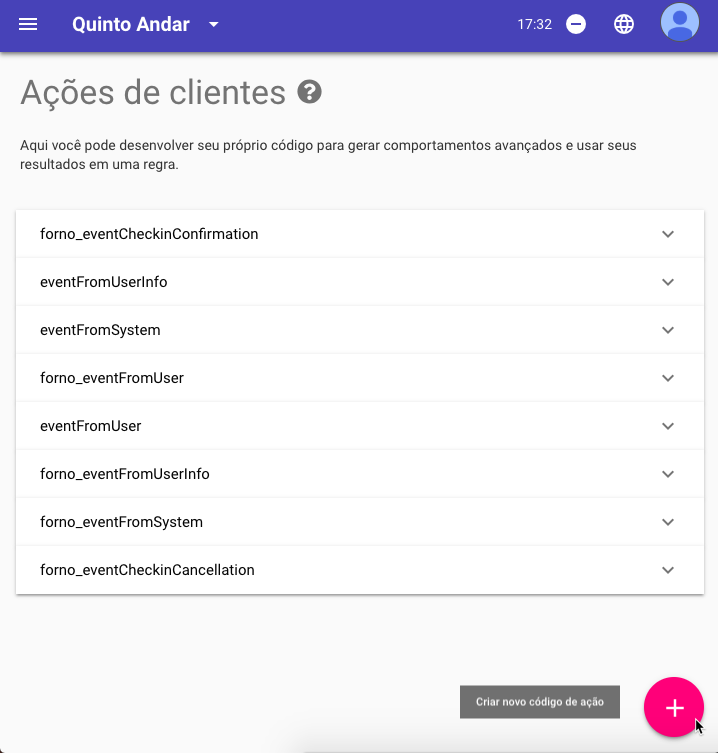 Quinto Andar
17:32
Ações de clientes ?
Aqui você pode desenvolver seu próprio código para gerar comportamentos avançados e usar seus
resultados em uma regra.
forno_eventCheckinConfirmation
eventFromUserInfo
eventFromSystem
forno_eventFromUser
eventFromUser
forno_eventFromUserInfo
forno_eventFromSystem
forno_eventCheckinCancellation
Criar novo código de ação